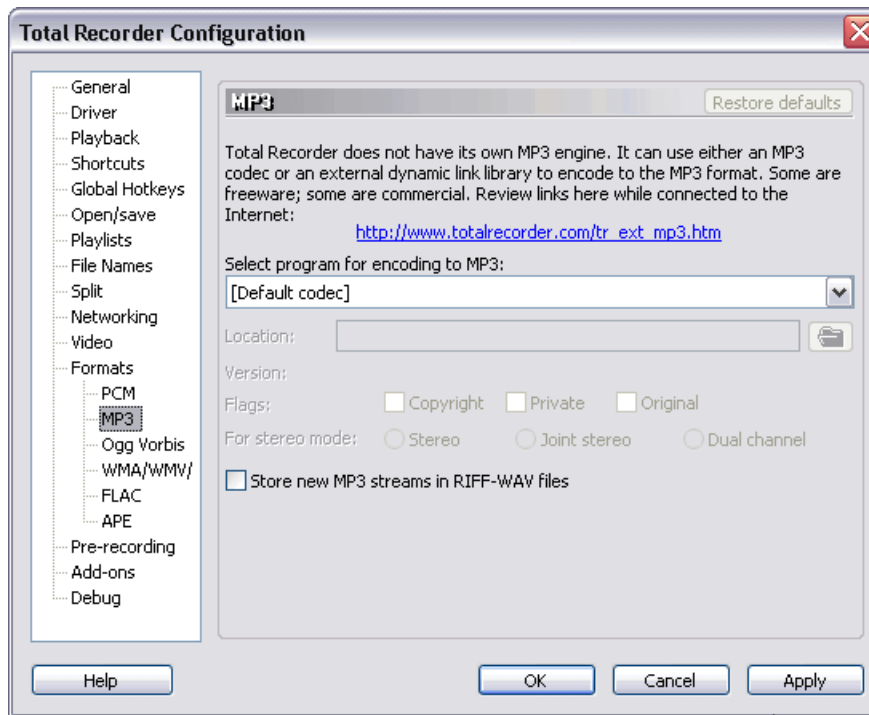 Total Recorder Configuration
General
Driver
Playback
Shortcuts
Global Hotkeys
Open/save
Playlists
File Names
Split
Networking
Video
Formats
PCM
MP3
Ogg Vorbis
WMA/WMV/
FLAC
APE
Pre-recording
Add-ons
Debug
MP3
Restore defaults
Total Recorder does not have its own MP3 engine. It can use either an MP3
codec or an external dynamic link library to encode to the MP3 format. Some are
freeware; some are commercial. Review links here while connected to the
Internet:
http://www.totalrecorder.com/tr_ext_mp3.htm
Select program for encoding to MP3:
[Default codec]
Location:
Version:
Flags: Copyright Private Original
For stereo mode: Stereo Joint stereo Dual channel
Store new MP3 streams in RIFF-WAV files
Help OK Cancel Apply